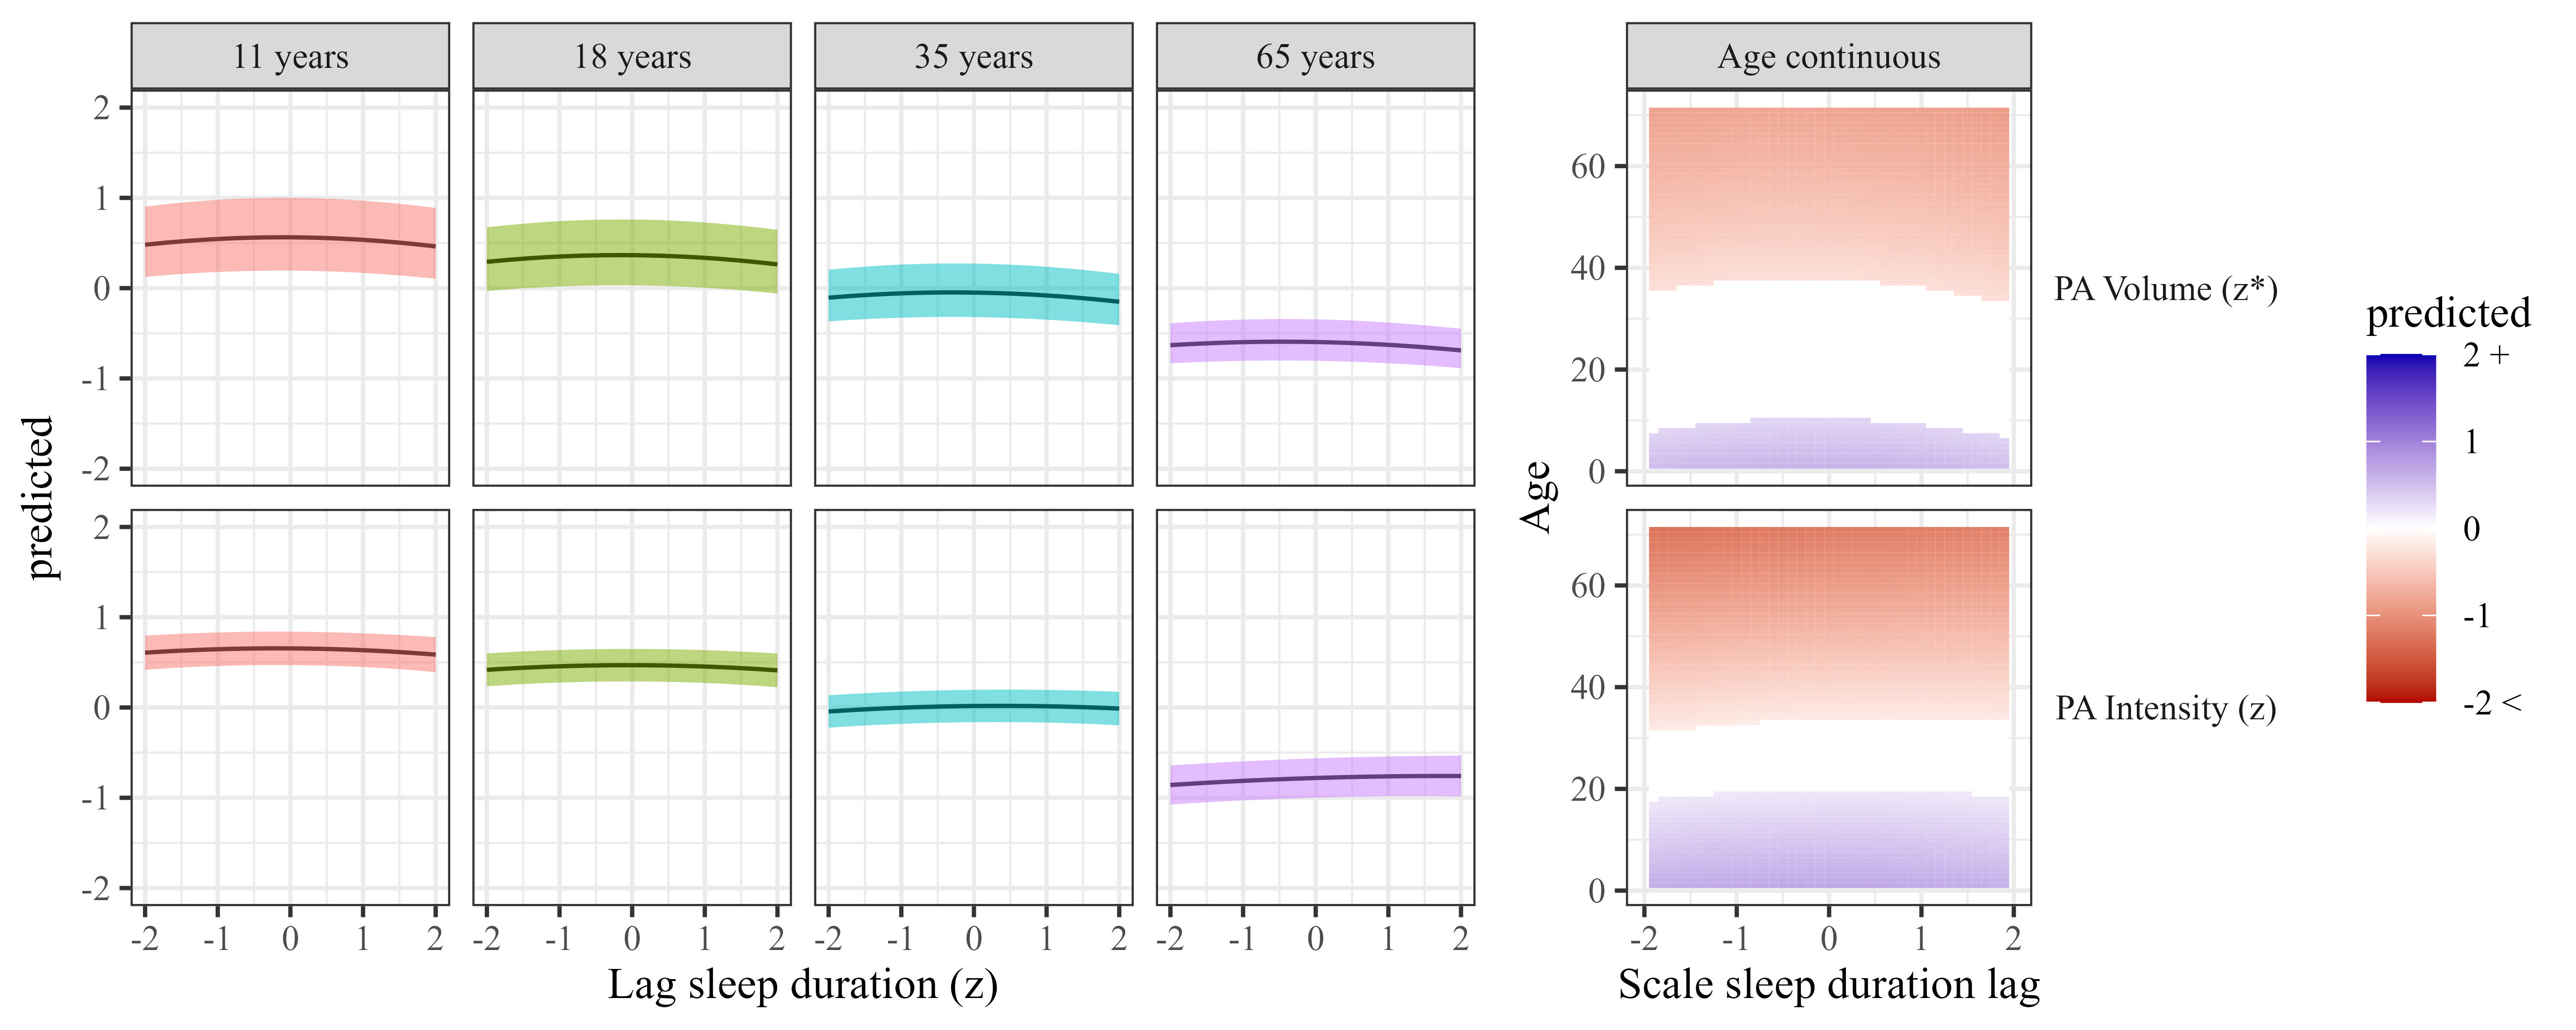 11 years
18 years
35 years
65 years
Age continuous
predicted
2
1
0
-1
-2
2
1
0
-1
-2
-2 -1 0 1 2
-2 -1 0 1 2
-2 -1 0 1 2
-2 -1 0 1 2
Lag sleep duration (z)
Age
60
40
20
0
60
40
20
0
-2 -1 0 1 2
Scale sleep duration lag
PA Volume (z*)
PA Intensity (z)
predicted
2 +
1
0
-1
-2 <